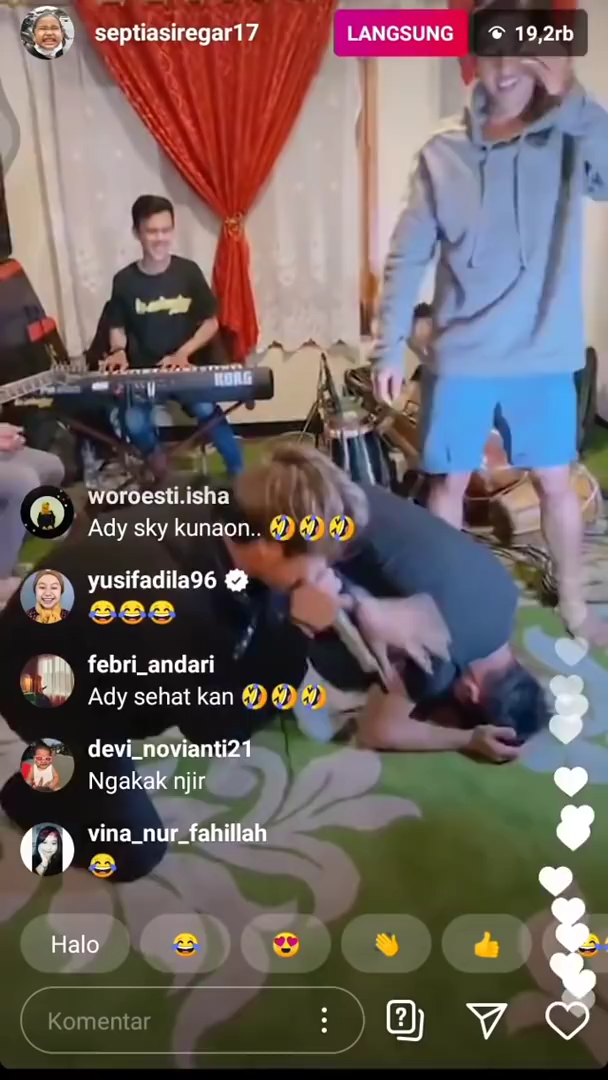 septiasiregar17
LANGSUNG
19,2rb
KORG
woroesti.isha
Ady sky kunaon.. 🤣🤣🤣
yusifadila96
😂😂😂
febri_andari
Ady sehat kan 🤣🤣🤣
devi_novianti21
Ngakak njir
vina_nur_fahillah
😂
Halo
Komentar